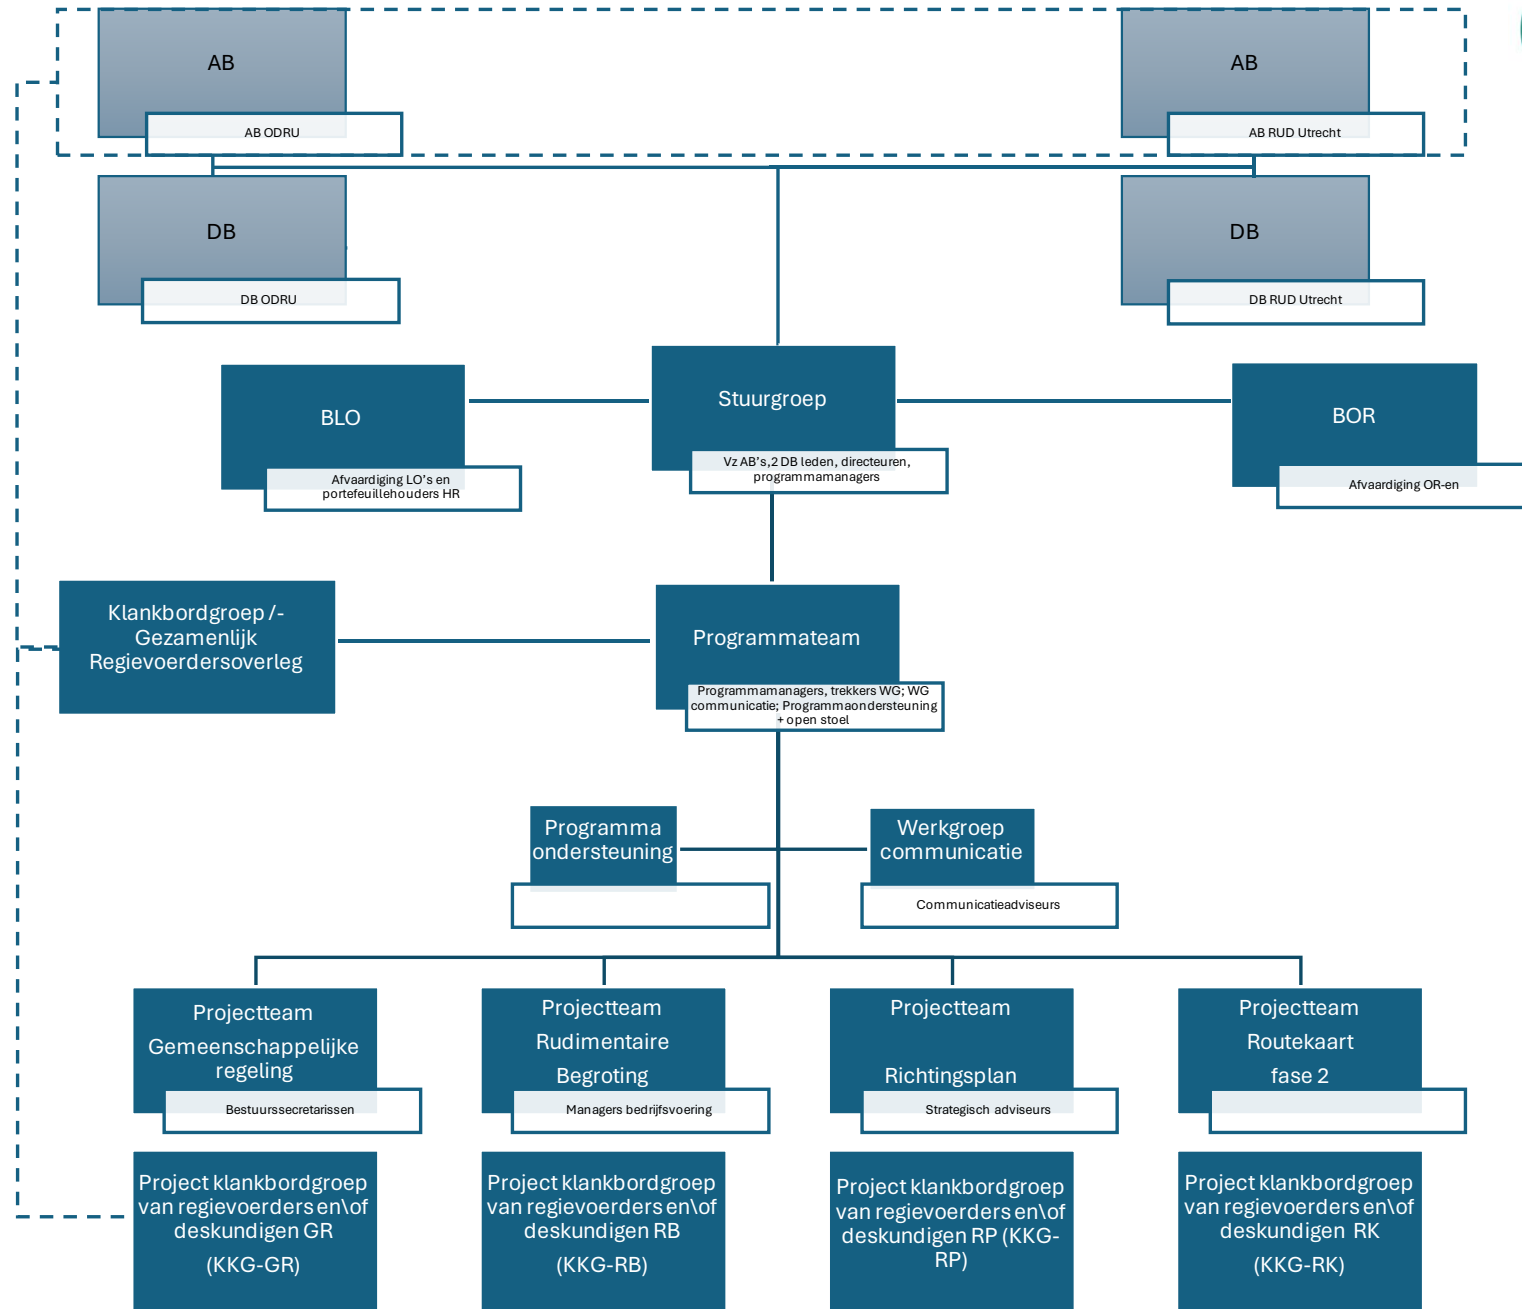 AB
AB ODRU
AB
AB RUD Utrecht
DB
DB ODRU
DB
DB RUD Utrecht
Stuurgroep
Vz AB's,2 DB leden, directeuren,
programmamanagers
BLO
Afvaardiging LO's en
portefeuillehouders HR
BOR
Afvaardiging OR-en
Klankbordgroep /-
Gezamenlijk
Regievoerdersoverleg
Programmateam
Programmamanagers, trekkers WG; WG
communicatie; Programmaondersteuning
+ open stoel
Programma
ondersteuning
Werkgroep
communicatie
Communicatieadviseurs
Projectteam
Gemeenschappelijke
regeling
Bestuurssecretarissen
Projectteam
Rudimentaire
Begroting
Managers bedrijfsvoering
Projectteam
Richtingsplan
Strategisch adviseurs
Projectteam
Routekaart
fase 2
Project klankbordgroep
van regievoerders en\of
deskundigen GR
(KKG-GR)
Project klankbordgroep
van regievoerders en\of
deskundigen RB
(KKG-RB)
Project klankbordgroep
van regievoerders en\of
deskundigen RP (KKG-
RP)
Project klankbordgroep
van regievoerders en\of
deskundigen RK
(KKG-RK)